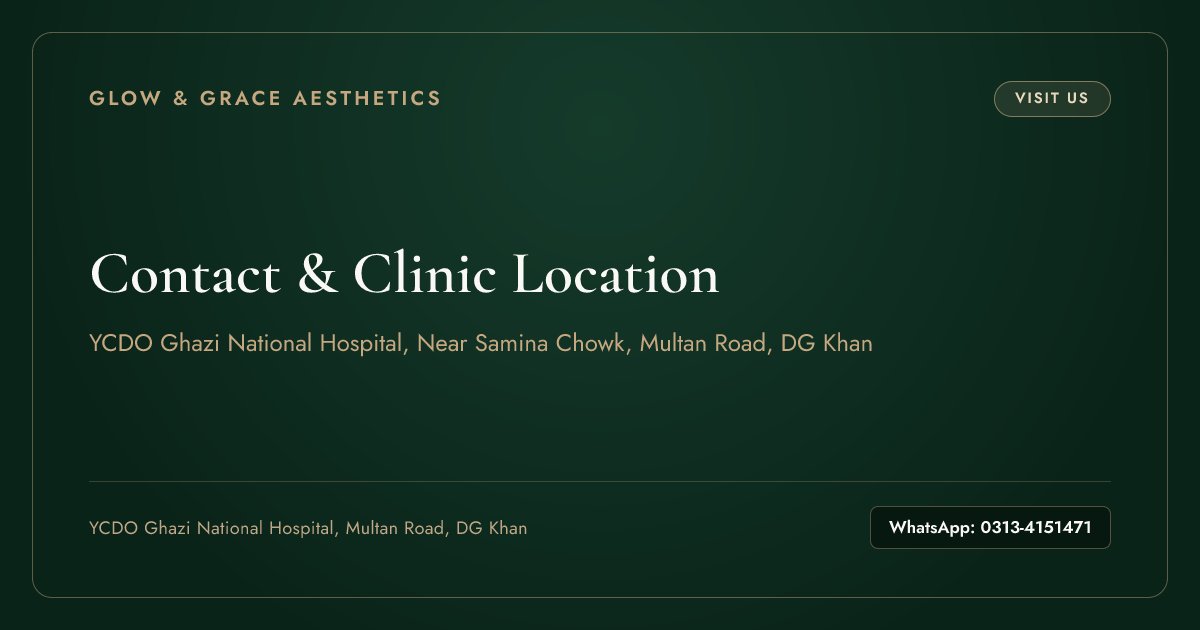 GLOW & GRACE AESTHETICS
VISIT US
Contact & Clinic Location
YCDO Ghazi National Hospital, Near Samina Chowk, Multan Road, DG Khan
YCDO Ghazi National Hospital, Multan Road, DG Khan
WhatsApp: 0313-4151471